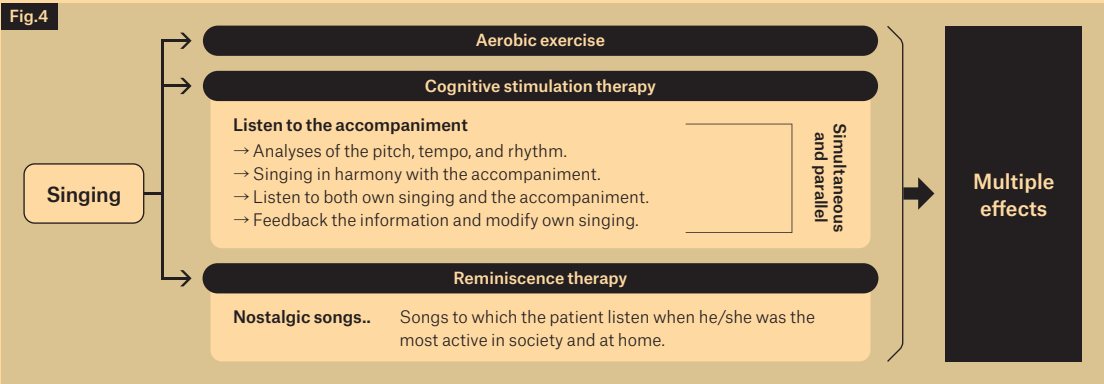 Fig.4
Singing
Aerobic exercise
Cognitive stimulation therapy
Listen to the accompaniment
→ Analyses of the pitch, tempo, and rhythm.
→ Singing in harmony with the accompaniment.
→ Listen to both own singing and the accompaniment.
→ Feedback the information and modify own singing.
Simultaneous
and parallel
Reminiscence therapy
Nostalgic songs.. Songs to which the patient listen when he/she was the
most active in society and at home.
Multiple
effects